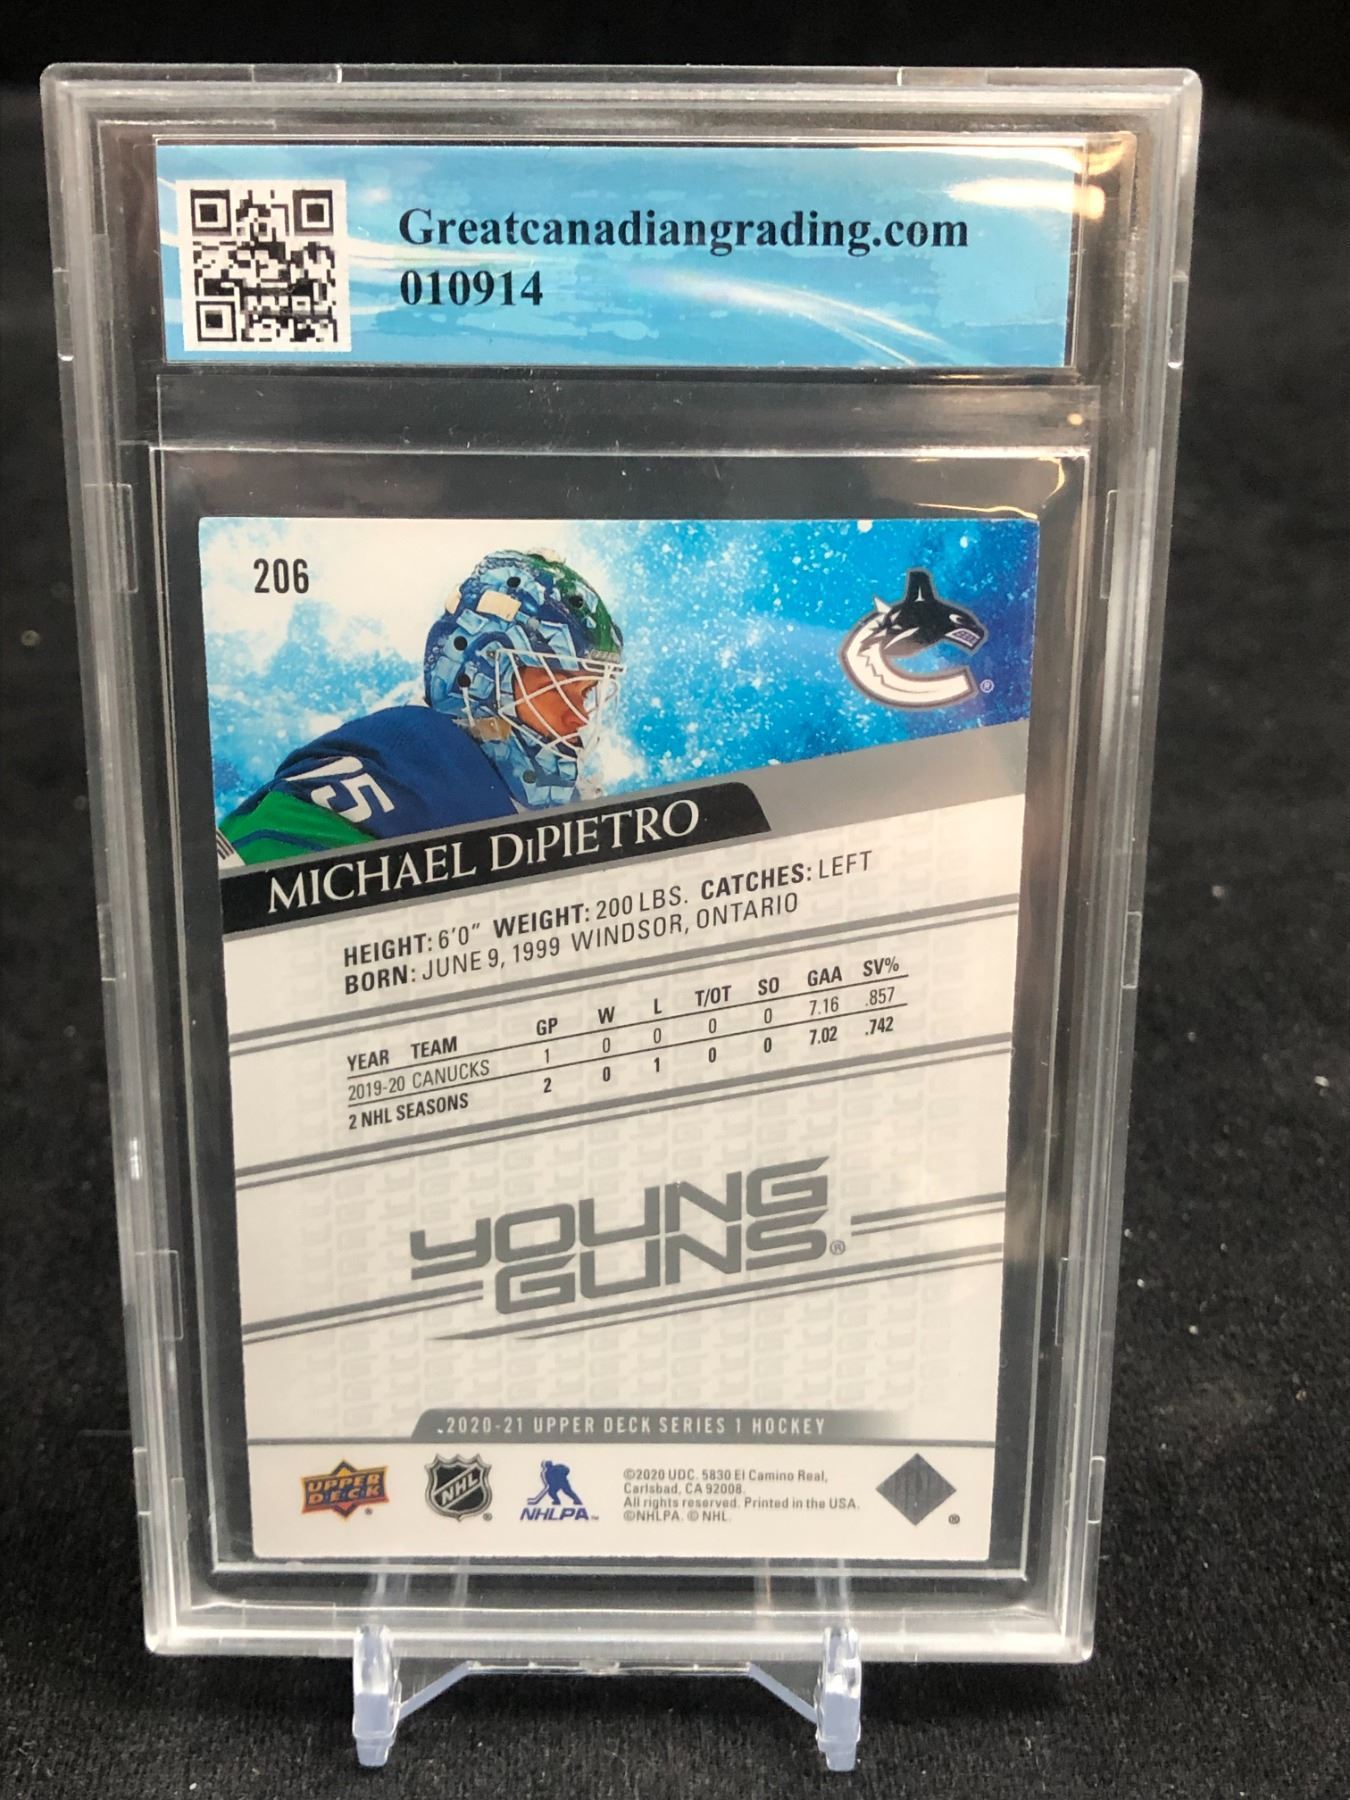 Greatcanadiangrading.com
010914
206
75
MICHAEL DiPIETRO
HEIGHT: 6'0" WEIGHT: 200 LBS. CATCHES: LEFT
BORN: JUNE 9, 1999 WINDSOR, ONTARIO
YEAR TEAM GP W L T/OT SO GAA SV%
2019-20 CANUCKS 1 0 0 0 0 7.16 .857
2 NHL SEASONS 2 0 1 0 0 7.02 .742
YOUNG
GUNS®
2020-21 UPPER DECK SERIES 1 HOCKEY
UPPER
DECK
NHL
NHLPA™
©2020 UDC. 5830 El Camino Real,
Carlsbad, CA 92008.
All rights reserved. Printed in the USA.
©NHLPA. © NHL.